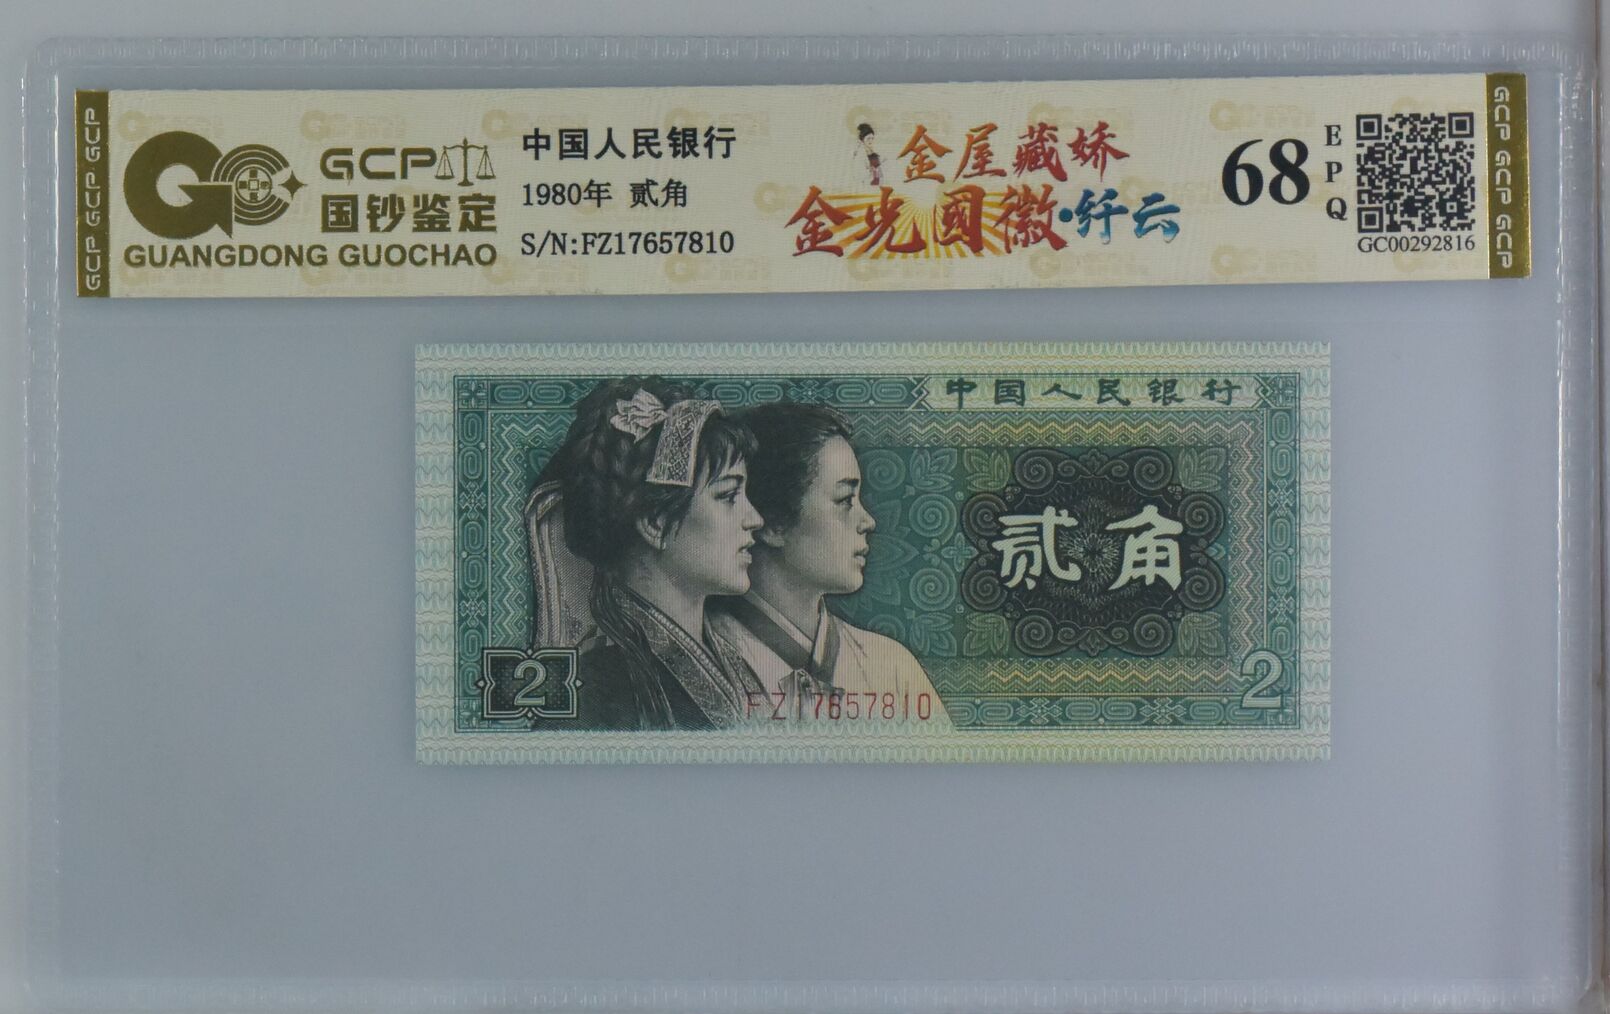 GCP GCP GCP
GCP
国钞鉴定
GUANGDONG GUOCHAO
中国人民银行
1980年 贰角
S/N:FZ17657810
金屋藏娇
金光國徽·纤云
68
EPQ
GC00292816
GCP GCP GCP
中国人民银行
贰角
2
2
FZ17657810